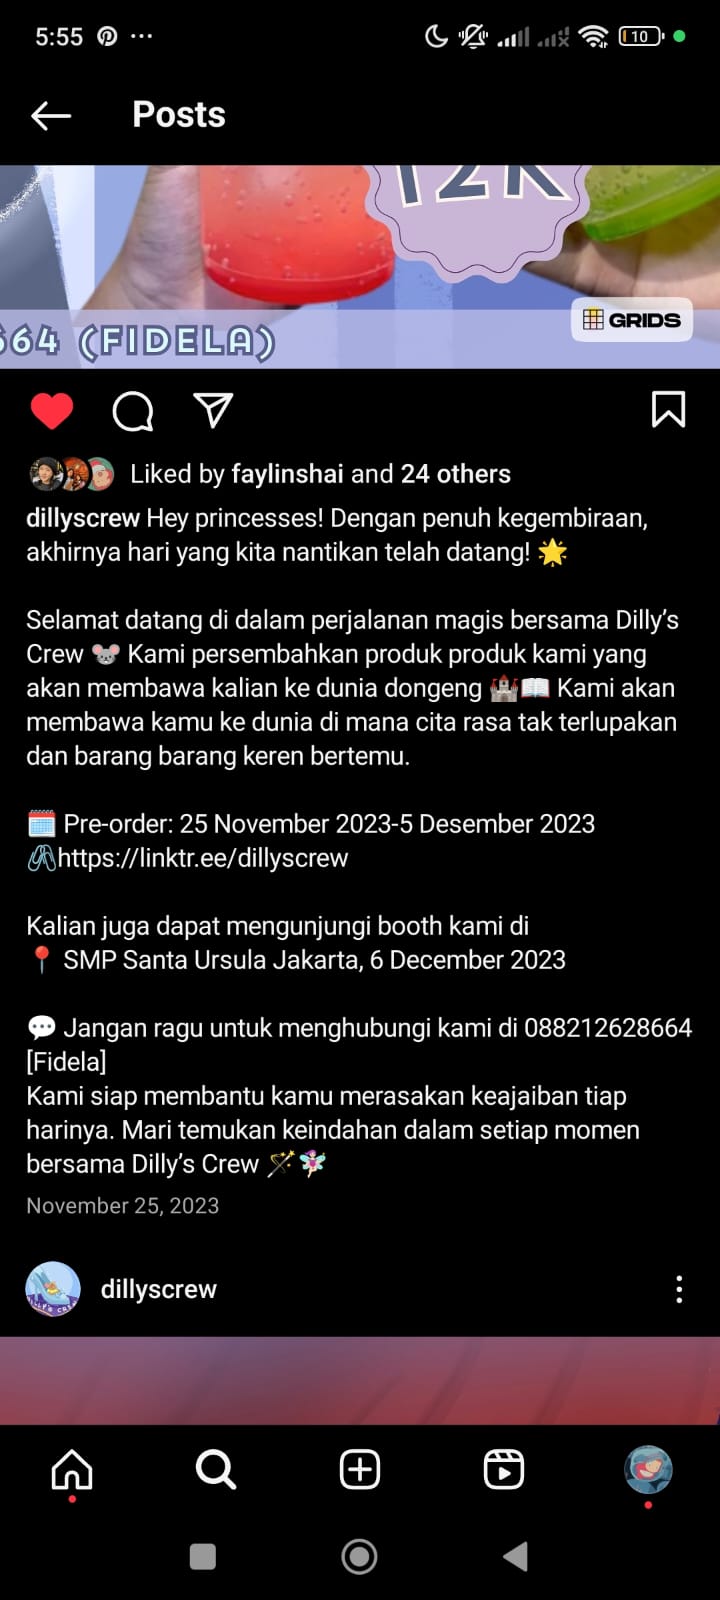 5:55
10
Posts
12K
664 (FIDELA)
GRIDS
Liked by faylinshai and 24 others
dillyscrew Hey princesses! Dengan penuh kegembiraan,
akhirnya hari yang kita nantikan telah datang! 🌟
Selamat datang di dalam perjalanan magis bersama Dilly’s
Crew 🐭 Kami persembahkan produk produk kami yang
akan membawa kalian ke dunia dongeng 🏰📖 Kami akan
membawa kamu ke dunia di mana cita rasa tak terlupakan
dan barang barang keren bertemu.
🗓️ Pre-order: 25 November 2023-5 Desember 2023
🖇️https://linktr.ee/dillyscrew
Kalian juga dapat mengunjungi booth kami di
📍 SMP Santa Ursula Jakarta, 6 December 2023
💬 Jangan ragu untuk menghubungi kami di 088212628664
[Fidela]
Kami siap membantu kamu merasakan keajaiban tiap
harinya. Mari temukan keindahan dalam setiap momen
bersama Dilly’s Crew 🪄🧚🏻‍♀️
November 25, 2023
DILLY'S CREW
dillyscrew